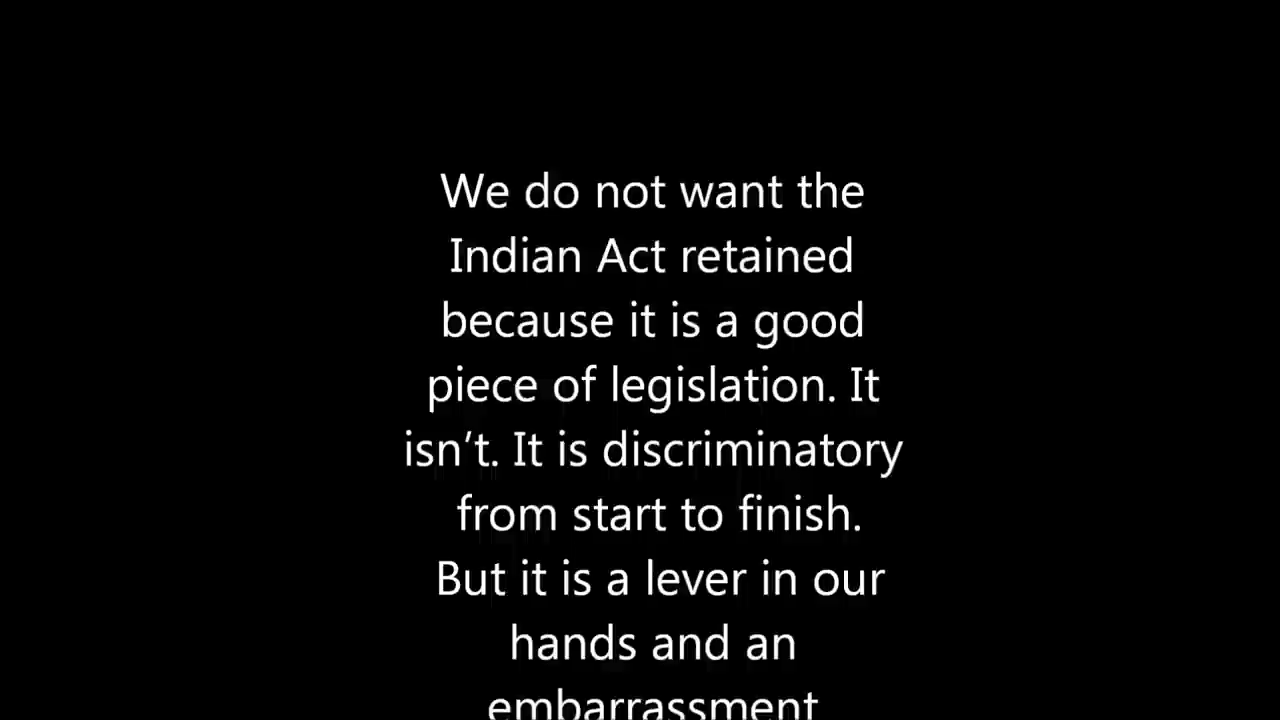 We do not want the
Indian Act retained
because it is a good
piece of legislation. It
isn’t. It is discriminatory
from start to finish.
But it is a lever in our
hands and an
embarrassment